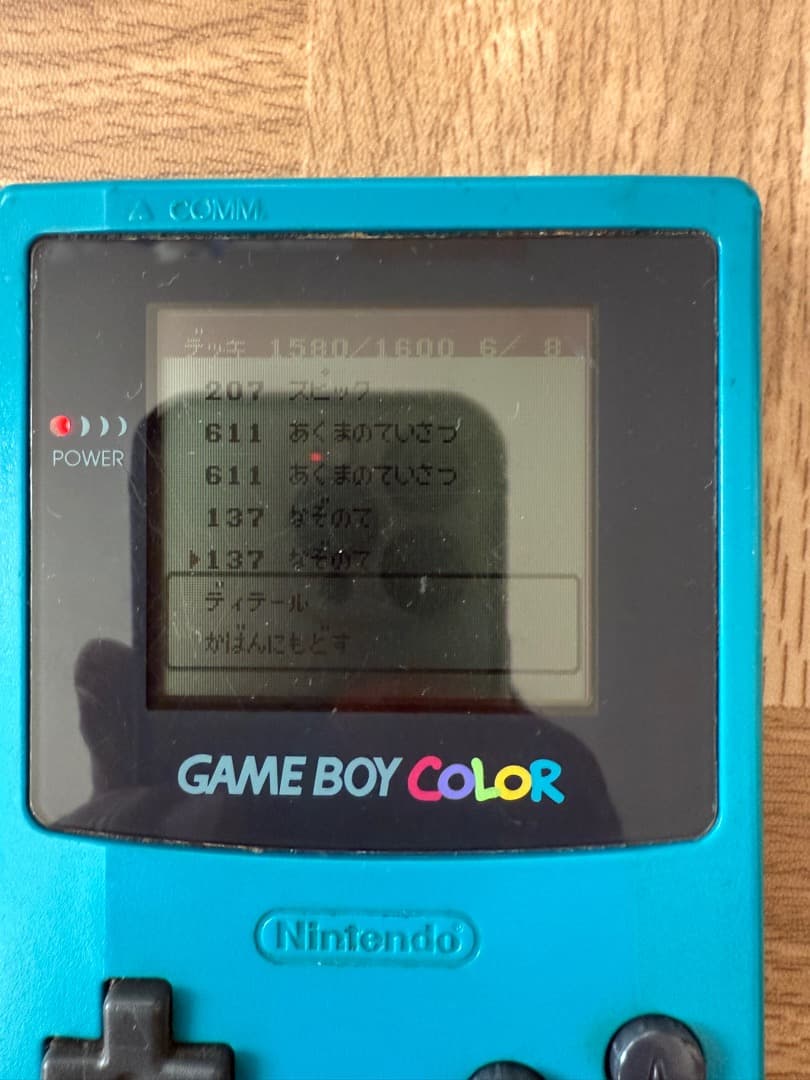 COMM.
デッキ 1580/1600 6/ 8
207 スピック
611 あくまのていさつ
611 あくまのていさつ
137 なぞのて
▶137 なぞのて
ディテール
かばんにもどす
POWER
GAME BOY COLOR
Nintendo
A